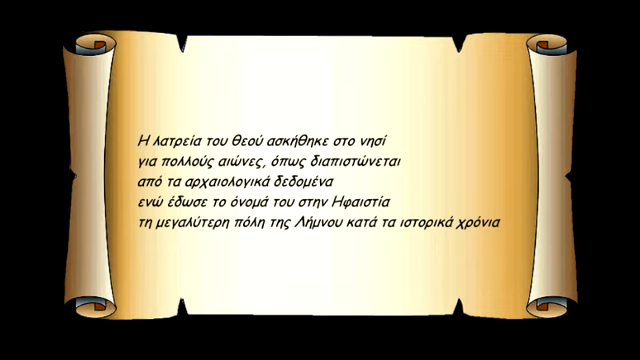 Η λατρεία του θεού ασκήθηκε στο νησί
για πολλούς αιώνες, όπως διαπιστώνεται
από τα αρχαιολογικά δεδομένα
ενώ έδωσε το όνομά του στην Ηφαιστία
τη μεγαλύτερη πόλη της Λήμνου κατά τα ιστορικά χρόνια